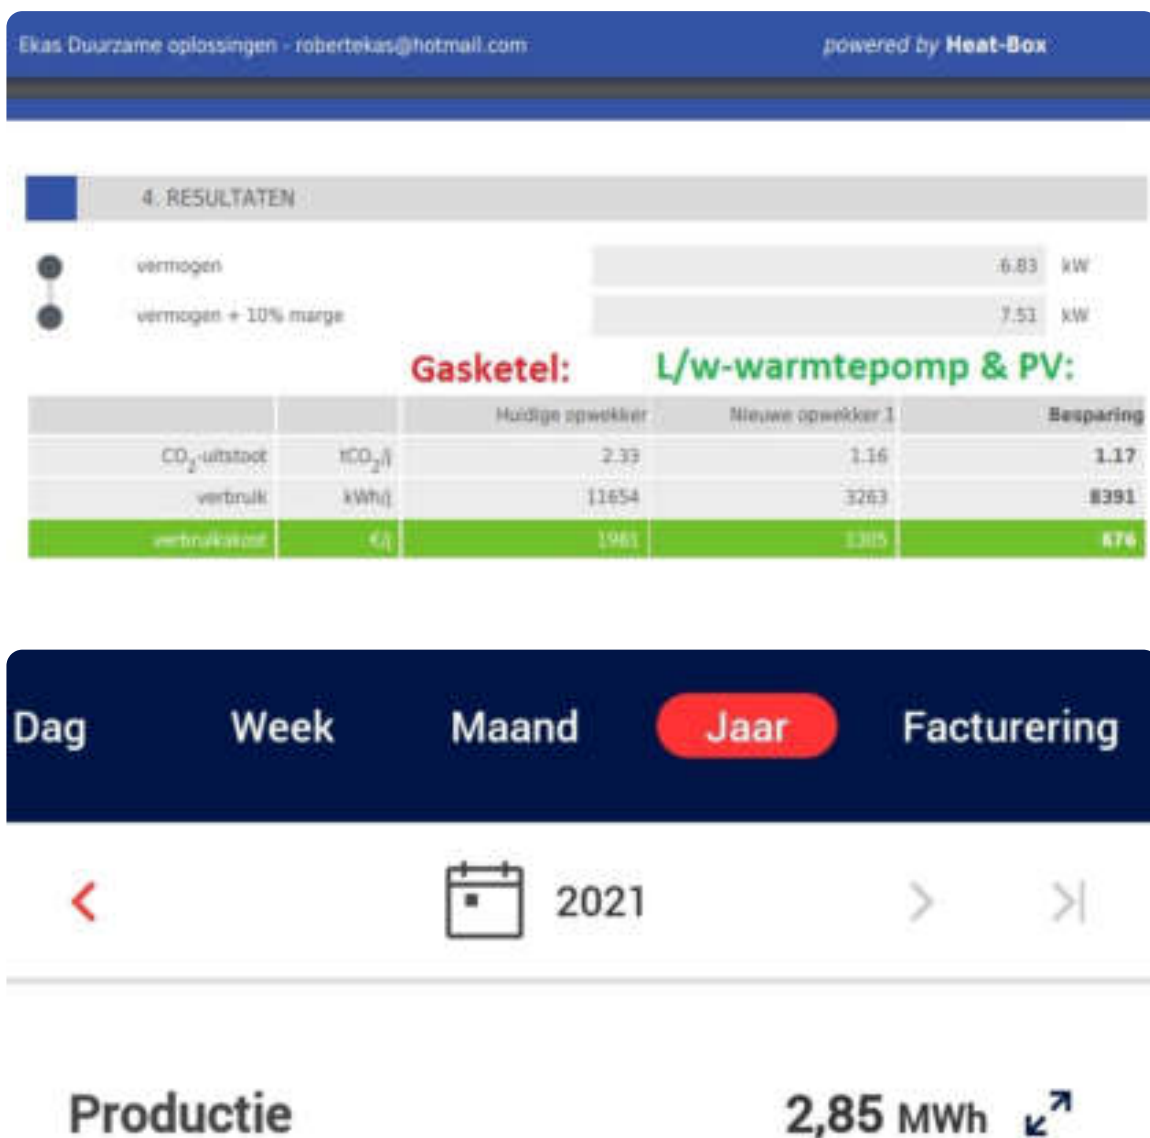 Ekas Duurzame oplossingen - robertekas@hotmail.com powered by Heat-Box
4. RESULTATEN
vermogen 6.83 kW
vermogen + 10% marge 7.51 kW
Gasketel: L/w-warmtepomp & PV:
Huidige opwekker Nieuwe opwekker 1 Besparing
CO₂-uitstoot tCO₂/j 2.33 1.16 1.17
verbruik kWh/j 11654 3263 8391
verbruikskost €/j 1981 1305 676
Dag Week Maand Jaar Facturering
2021
Productie 2,85 MWh